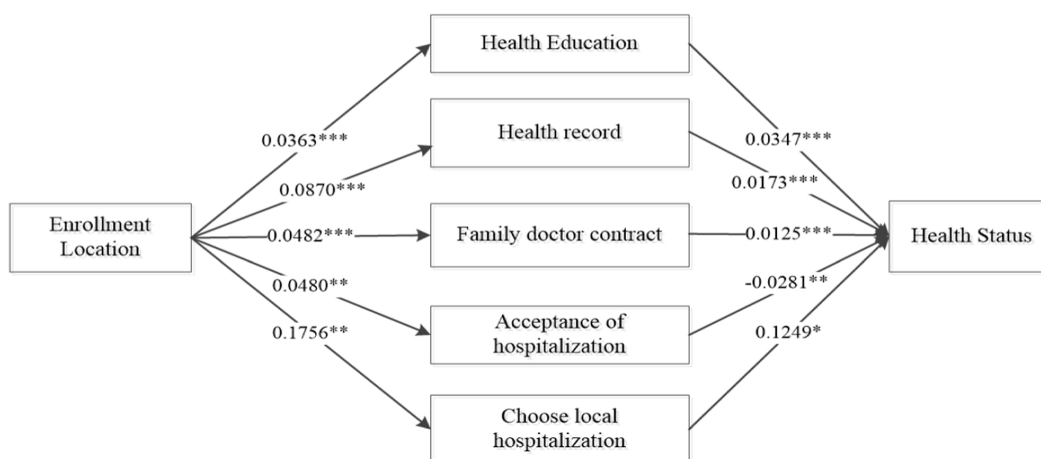 Health Education
0.0363***
0.0347***
Health record
0.0870***
0.0173***
Enrollment
Location
0.0482***
Family doctor contract
0.0125***
Health Status
0.0480**
-0.0281**
Acceptance of
hospitalization
0.1756**
0.1249*
Choose local
hospitalization